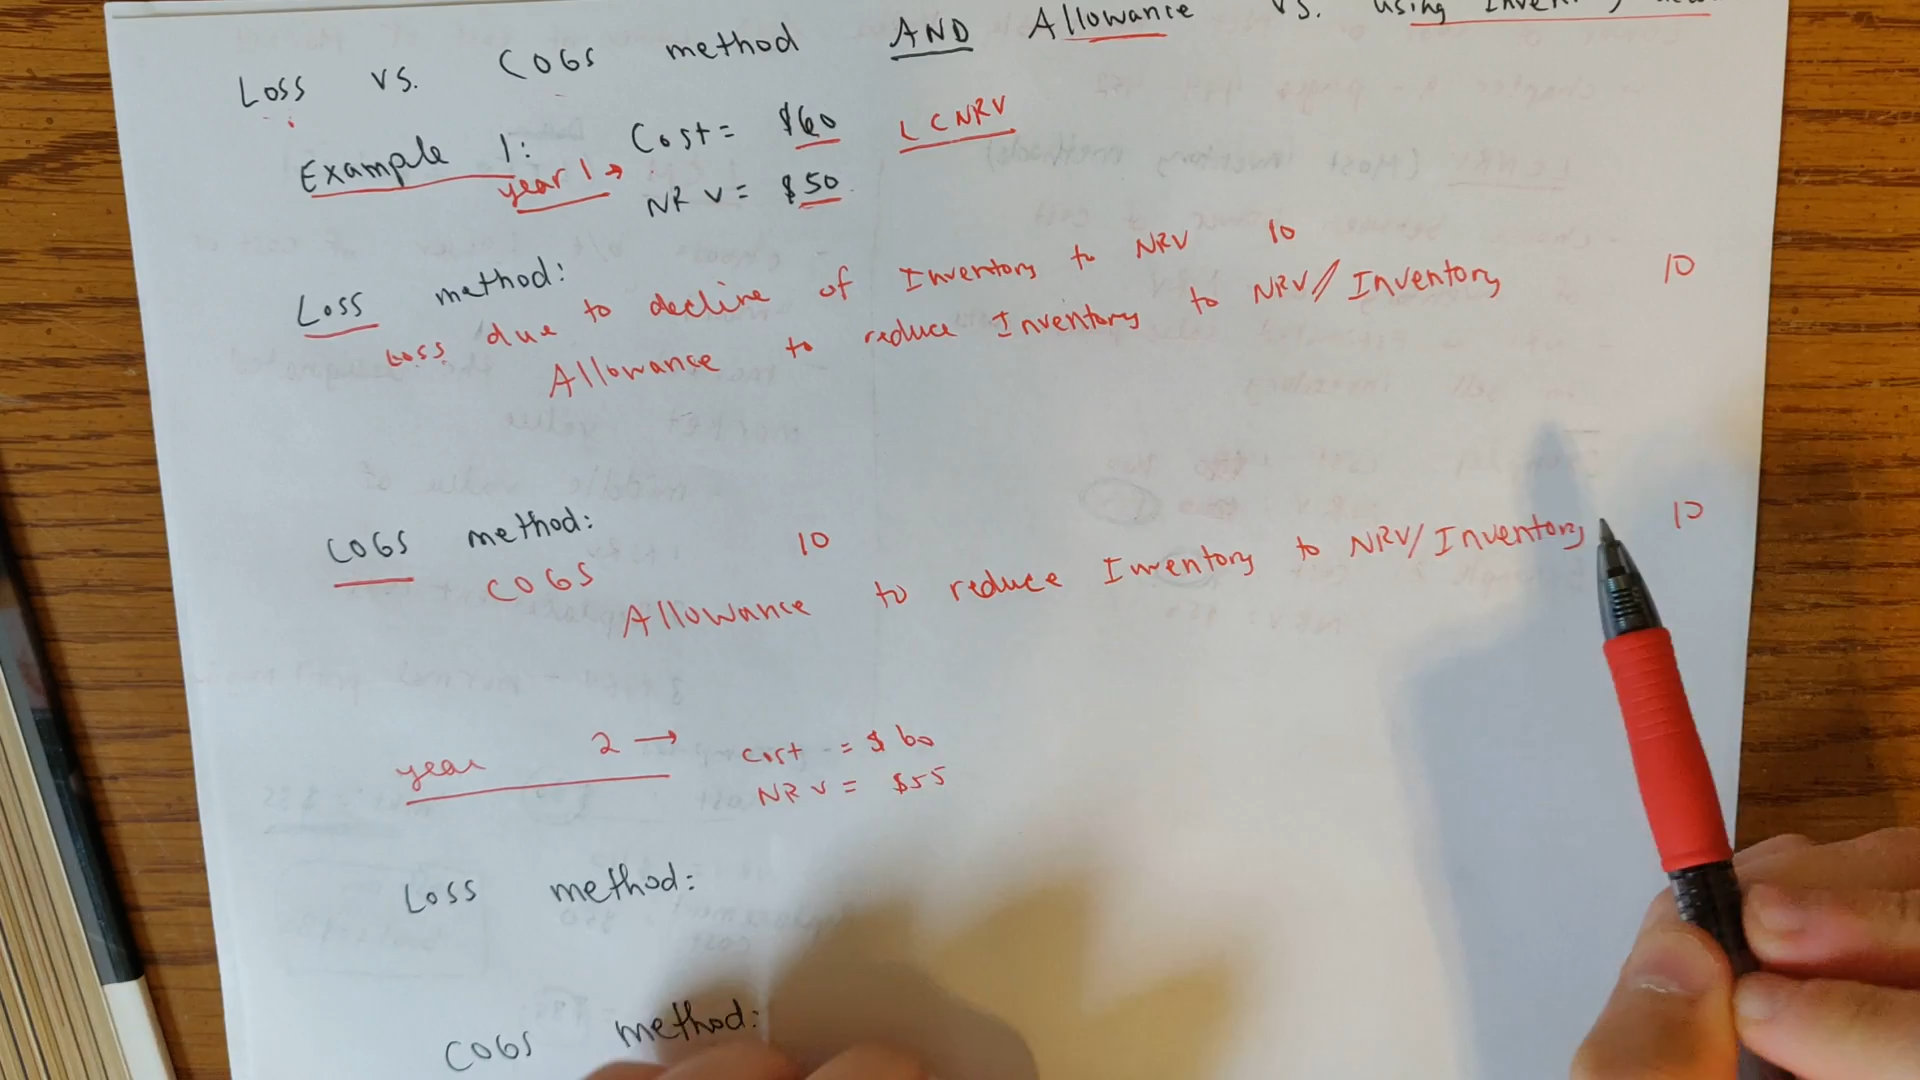 Loss vs. COGS method AND Allowance vs. using
Example 1: Cost = $60 LCNRV
year 1 → NRV = $50
Loss method:
Loss due to decline of Inventory to NRV 10
Allowance to reduce Inventory to NRV/Inventory 10
COGS method:
COGS 10
Allowance to reduce Inventory to NRV/Inventory 10
year 2 → cost = $60
NRV = $55
Loss method:
COGS method: